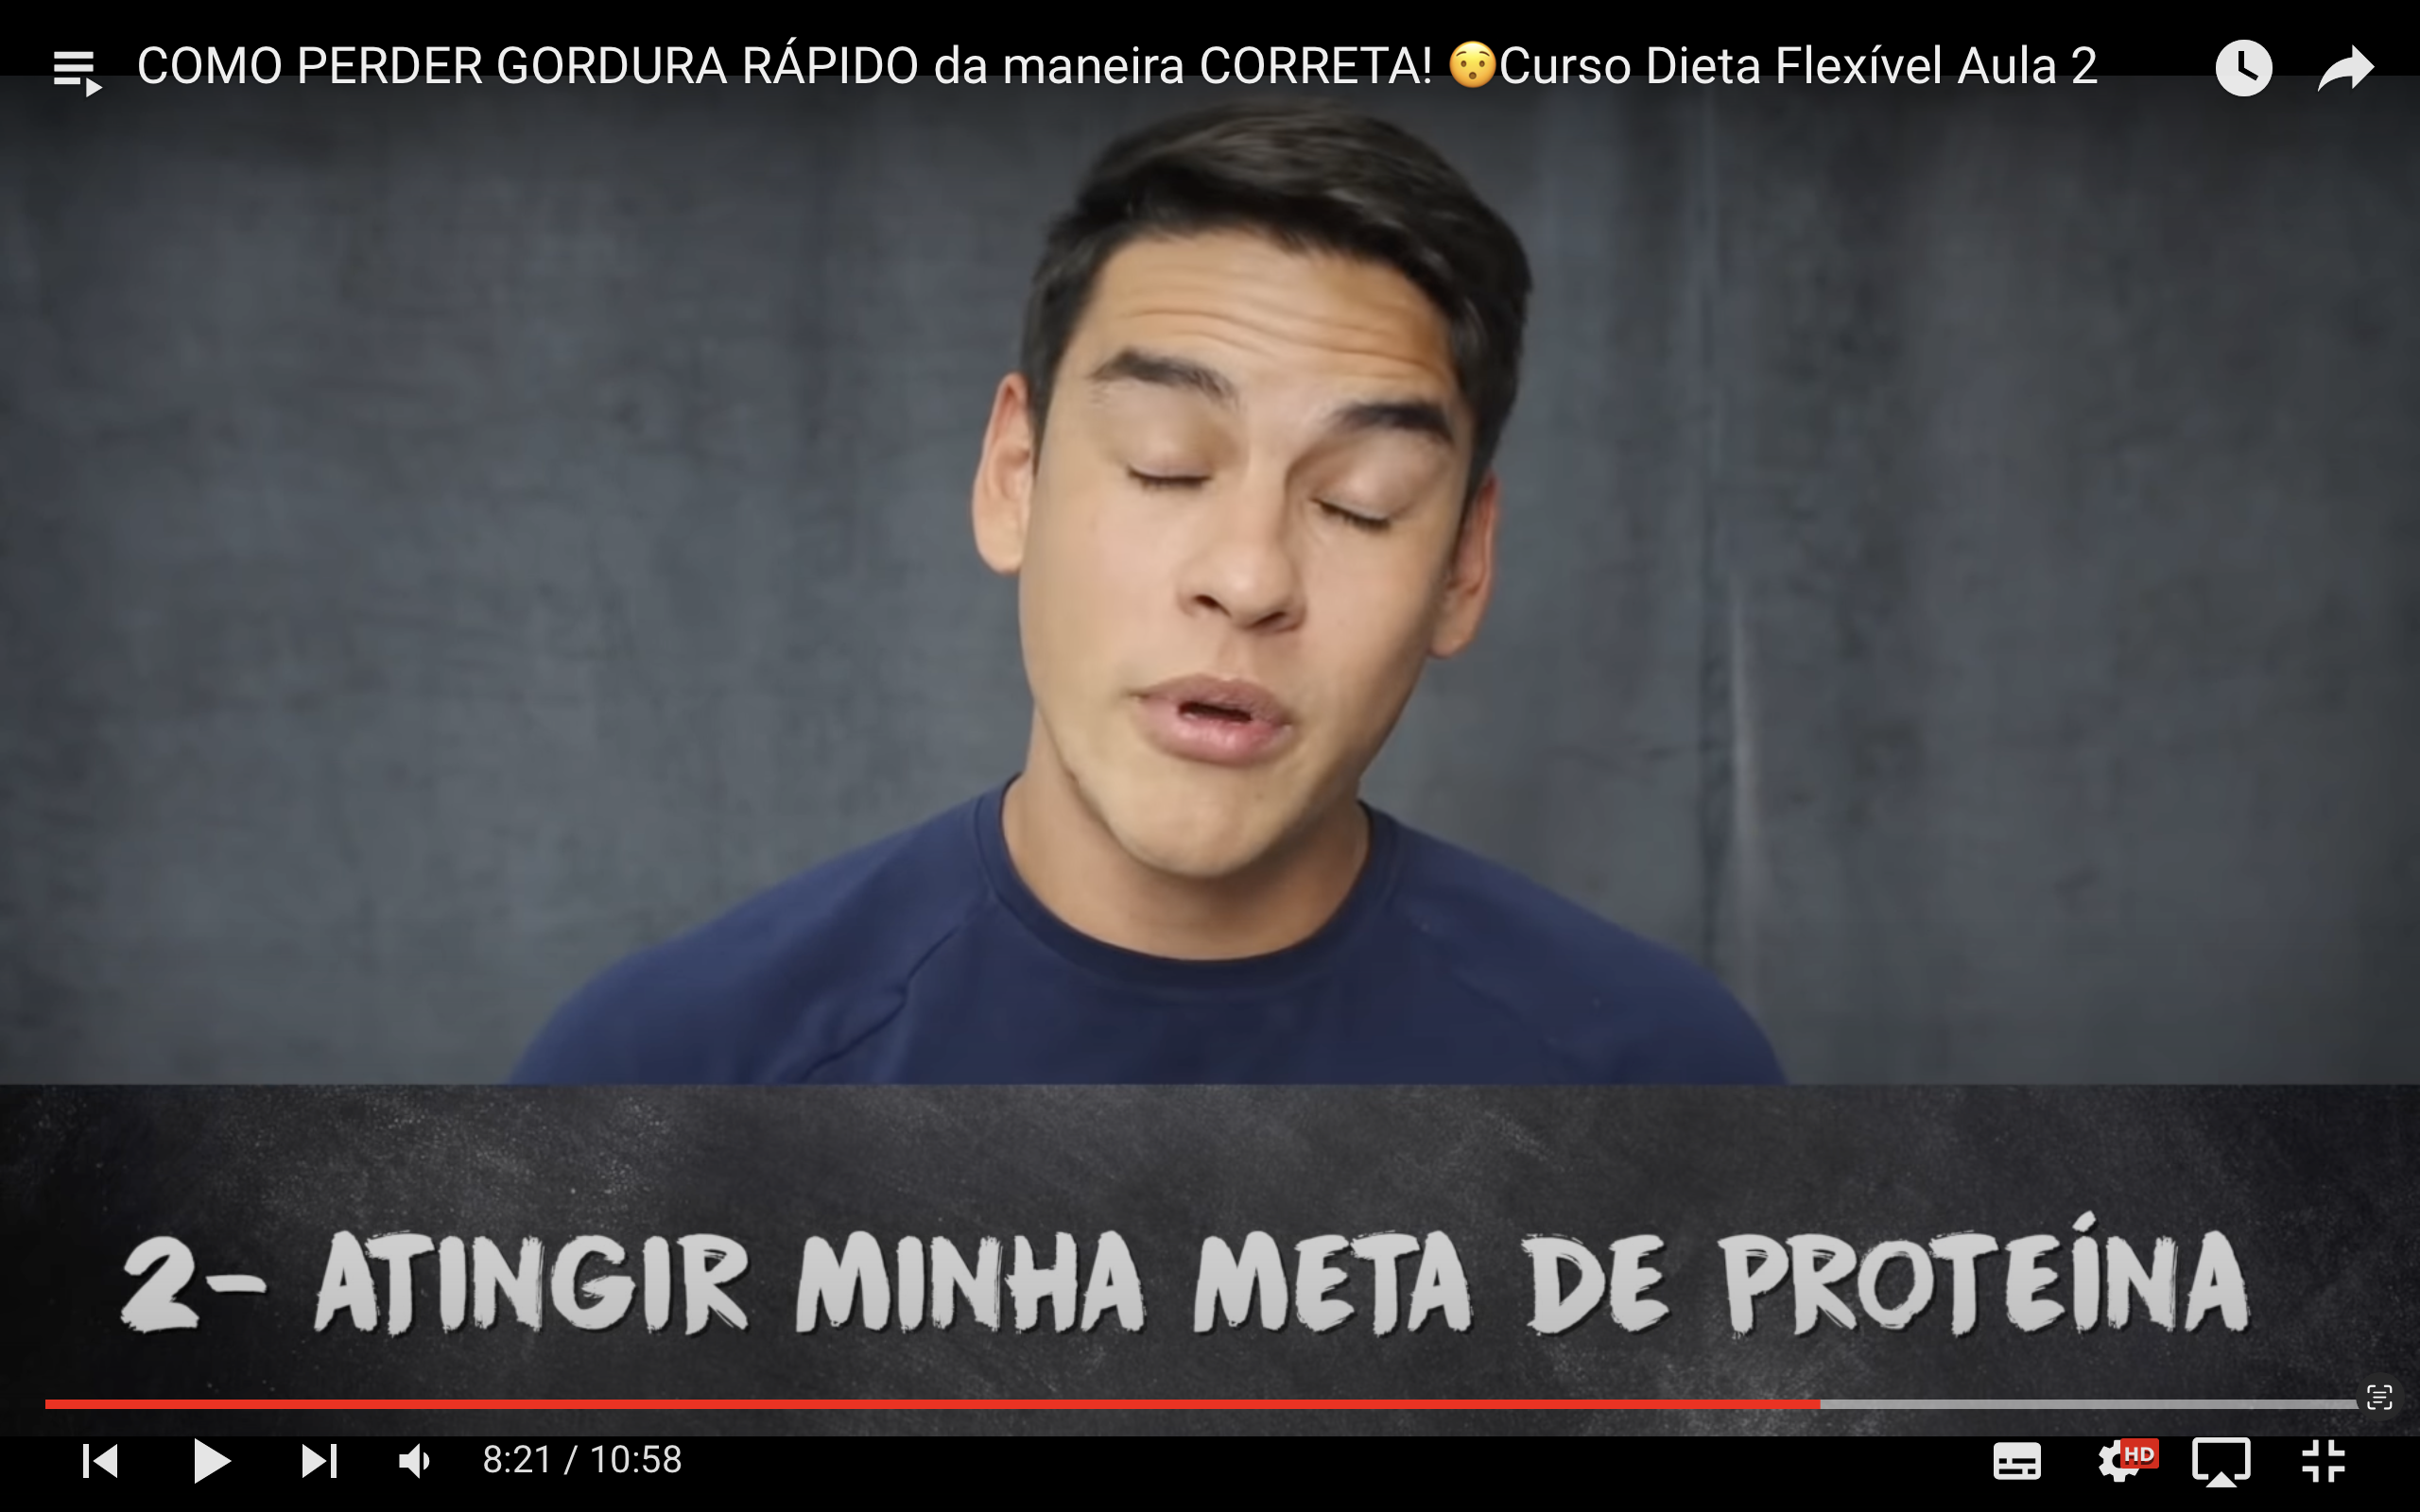 COMO PERDER GORDURA RÁPIDO da maneira CORRETA! 😯Curso Dieta Flexível Aula 2
2- ATINGIR MINHA META DE PROTEÍNA
8:21 / 10:58
HD